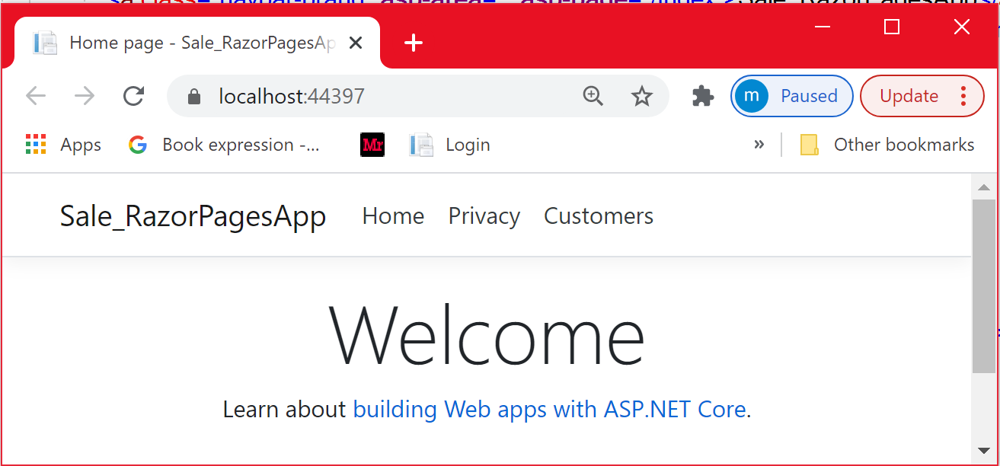 Home page - Sale_RazorPagesAp
localhost:44397
m Paused Update
Apps Book expression -... Mr Login » Other bookmarks
Sale_RazorPagesApp Home Privacy Customers
Welcome
Learn about building Web apps with ASP.NET Core.